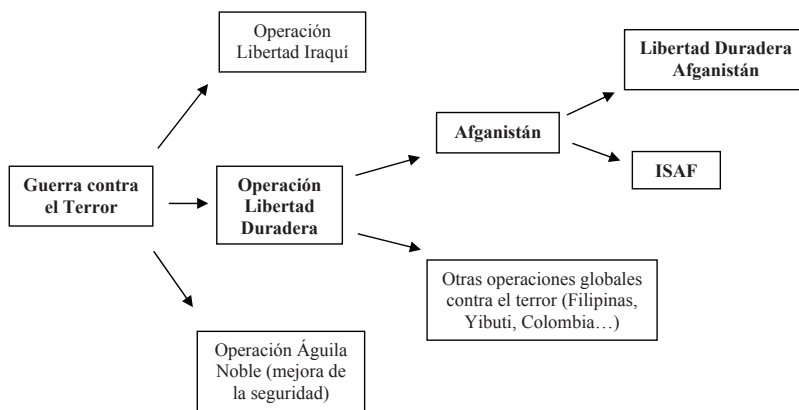 Operación
Libertad Iraquí
Libertad Duradera
Afganistán
Afganistán
ISAF
Guerra contra
el Terror
Operación
Libertad
Duradera
Otras operaciones globales
contra el terror (Filipinas,
Yibuti, Colombia…)
Operación Águila
Noble (mejora de
la seguridad)